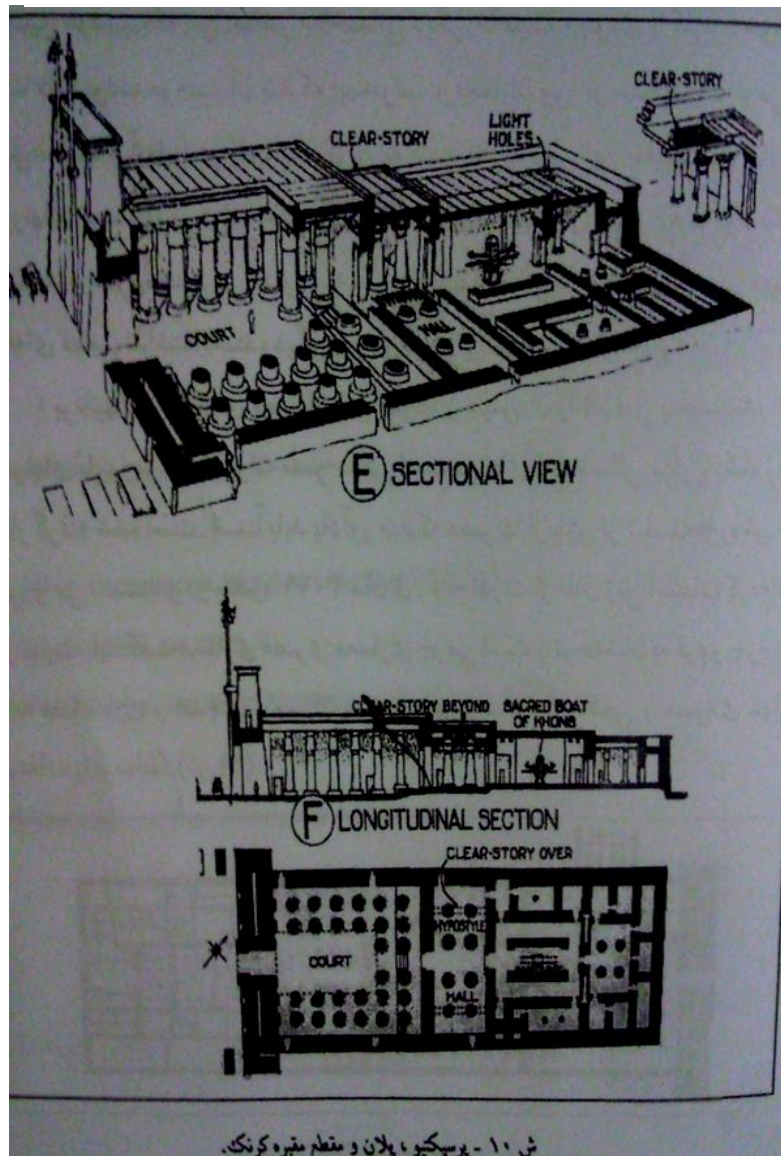 CLEAR-STORY
CLEAR-STORY
LIGHT
HOLES
COURT
HALL
E SECTIONAL VIEW
CLEAR-STORY BEYOND
SACRED BOAT
OF KHONS
F LONGITUDINAL SECTION
CLEAR-STORY OVER
COURT
HYPOSTYLE
HALL
ش ۱۰ - پرسپکتیو، پلان و مقطع مقبره کرنک.